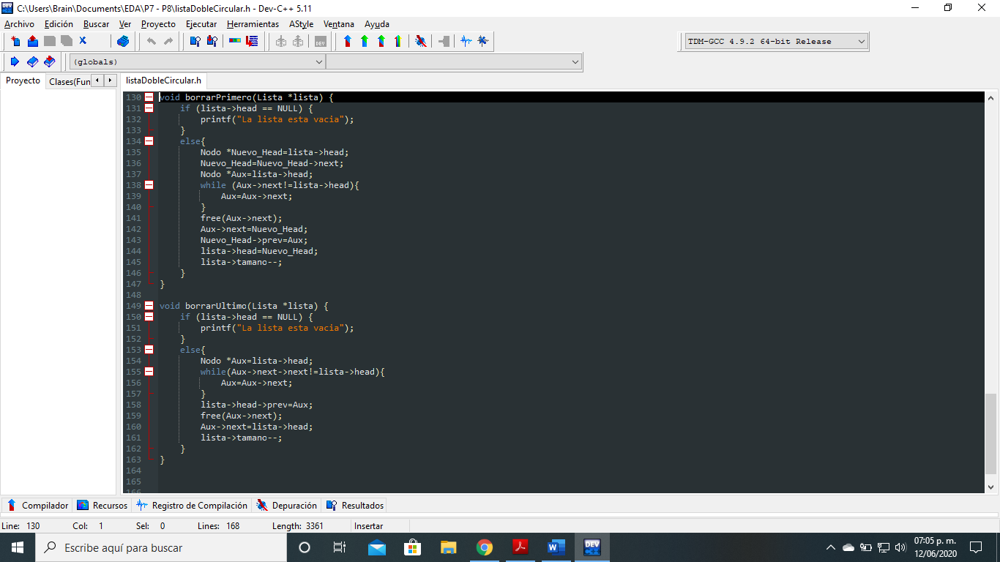 C:\Users\Brain\Documents\EDA\P7 - P8\listaDobleCircular.h - Dev-C++ 5.11
Archivo Edición Buscar Ver Proyecto Ejecutar Herramientas AStyle Ventana Ayuda
TDM-GCC 4.9.2 64-bit Release
(globals)
Proyecto Clases(Fun listaDobleCircular.h
130 void borrarPrimero(Lista *lista) {
131 if (lista->head == NULL) {
132 printf("La lista esta vacia");
133 }
134 else{
135 Nodo *Nuevo_Head=lista->head;
136 Nuevo_Head=Nuevo_Head->next;
137 Nodo *Aux=lista->head;
138 while (Aux->next!=lista->head){
139 Aux=Aux->next;
140 }
141 free(Aux->next);
142 Aux->next=Nuevo_Head;
143 Nuevo_Head->prev=Aux;
144 lista->head=Nuevo_Head;
145 lista->tamano--;
146 }
147 }
148
149 void borrarUltimo(Lista *lista) {
150 if (lista->head == NULL) {
151 printf("La lista esta vacia");
152 }
153 else{
154 Nodo *Aux=lista->head;
155 while(Aux->next->next!=lista->head){
156 Aux=Aux->next;
157 }
158 lista->head->prev=Aux;
159 free(Aux->next);
160 Aux->next=lista->head;
161 lista->tamano--;
162 }
163 }
164
165
166
Compilador Recursos Registro de Compilación Depuración Resultados
Line: 130 Col: 1 Sel: 0 Lines: 168 Length: 3361 Insertar
Escribe aquí para buscar
07:05 p. m.
12/06/2020